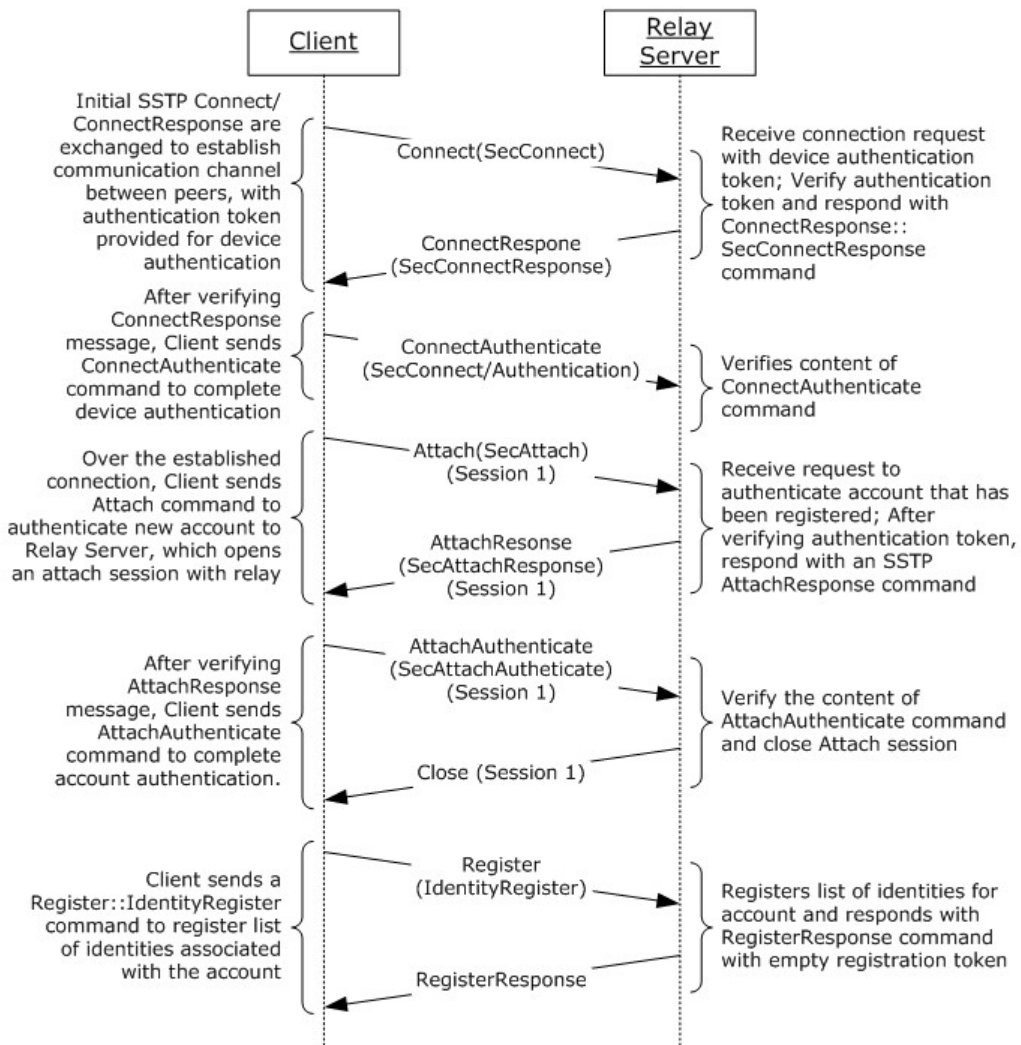 Client
Relay
Server
Initial SSTP Connect/
ConnectResponse are
exchanged to establish
communication channel
between peers, with
authentication token
provided for device
authentication
Connect(SecConnect)
Receive connection request
with device authentication
token; Verify authentication
token and respond with
ConnectResponse::
SecConnectResponse
command
ConnectRespone
(SecConnectResponse)
After verifying
ConnectResponse
message, Client sends
ConnectAuthenticate
command to complete
device authentication
ConnectAuthenticate
(SecConnect/Authentication)
Verifies content of
ConnectAuthenticate
command
Over the established
connection, Client sends
Attach command to
authenticate new account to
Relay Server, which opens
an attach session with relay
Attach(SecAttach)
(Session 1)
Receive request to
authenticate account that has
been registered; After
verifying authentication token,
respond with an SSTP
AttachResponse command
AttachResonse
(SecAttachResponse)
(Session 1)
After verifying
AttachResponse
message, Client sends
AttachAuthenticate
command to complete
account authentication.
AttachAuthenticate
(SecAttachAutheticate)
(Session 1)
Verify the content of
AttachAuthenticate command
and close Attach session
Close (Session 1)
Client sends a
Register::IdentityRegister
command to register list
of identities associated
with the account
Register
(IdentityRegister)
Registers list of identities for
account and responds with
RegisterResponse command
with empty registration token
RegisterResponse